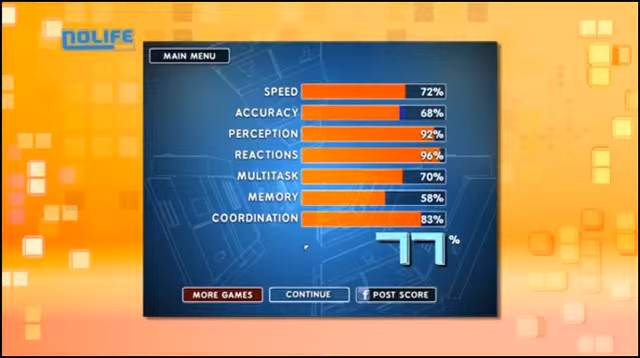 NOLIFE
MAIN MENU
SPEED 72%
ACCURACY 68%
PERCEPTION 92%
REACTIONS 96%
MULTITASK 70%
MEMORY 58%
COORDINATION 83%
77%
MORE GAMES CONTINUE f POST SCORE